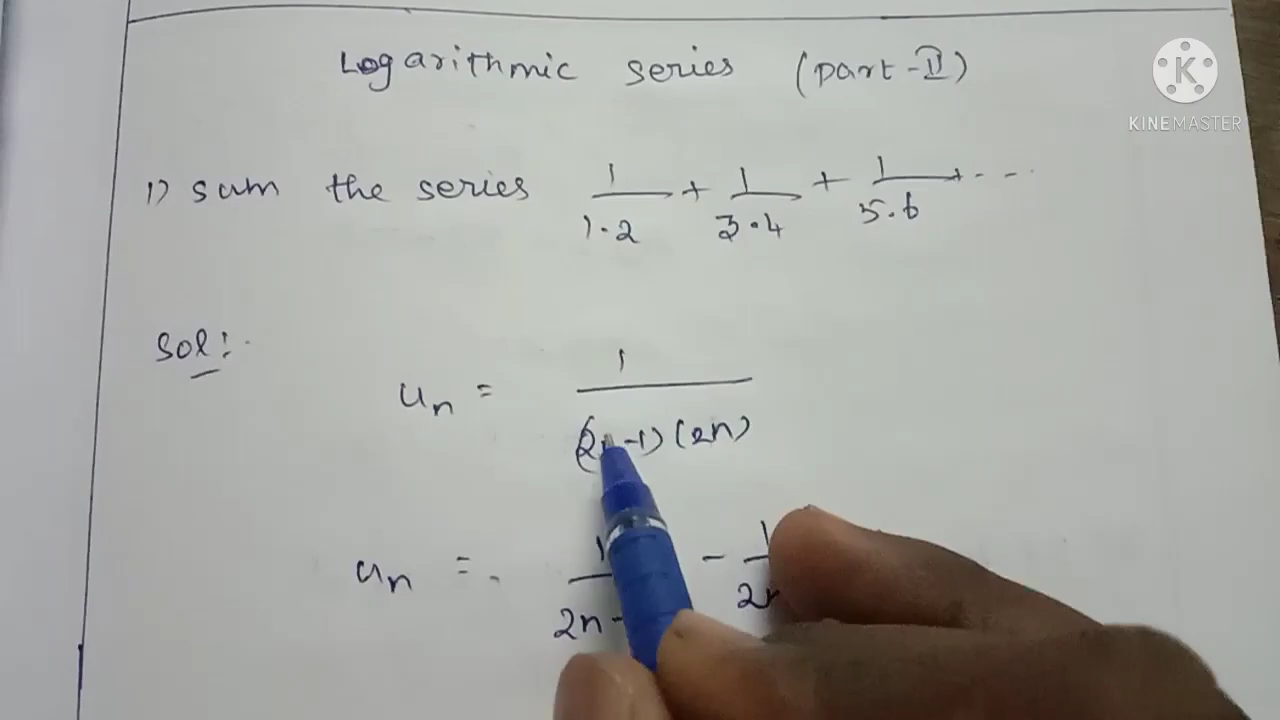 Logarithmic series (part-II)
K
KINEMASTER
1) sum the series 1/1.2 + 1/3.4 + 1/5.6 + ...
Sol:
un = 1/(2n-1)(2n)
un = 1/2n- - 1/2n